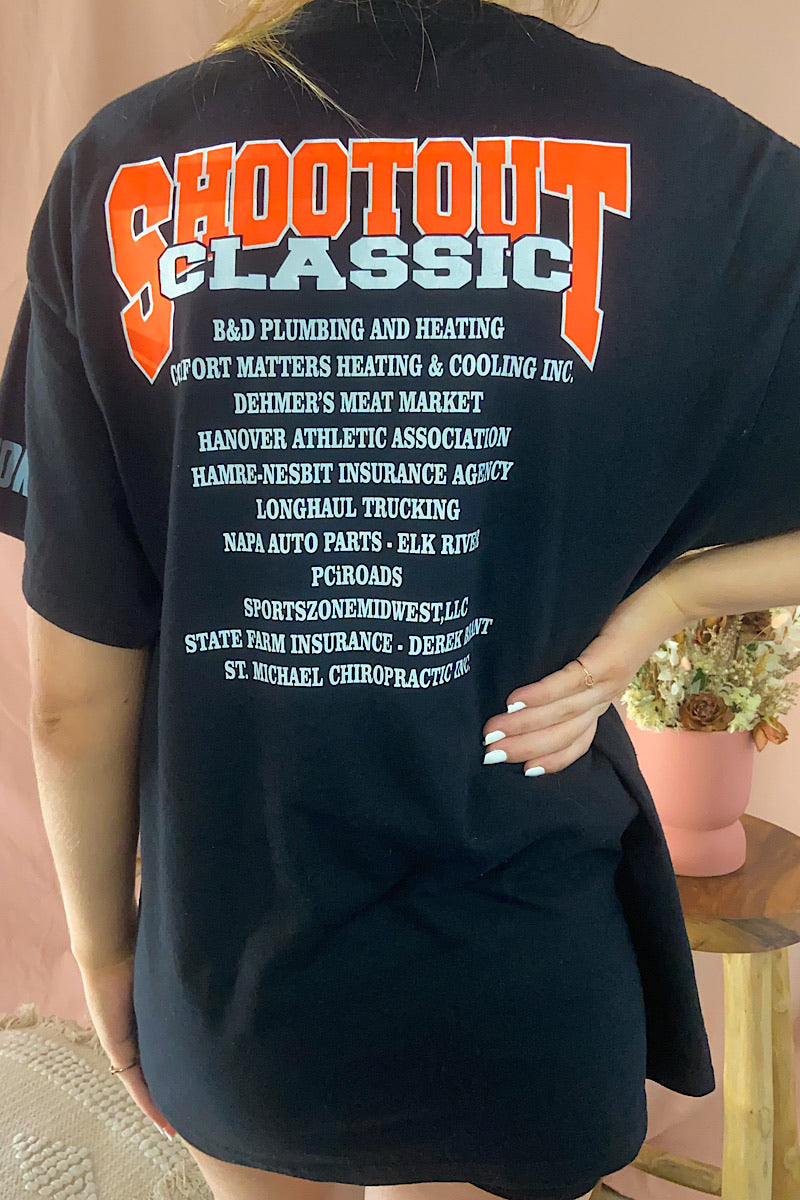 SHOOTOUT
CLASSIC
B&D PLUMBING AND HEATING
COMFORT MATTERS HEATING & COOLING INC.
DEHMER'S MEAT MARKET
HANOVER ATHLETIC ASSOCIATION
HAMRE-NESBIT INSURANCE AGENCY
LONGHAUL TRUCKING
NAPA AUTO PARTS - ELK RIVER
PCiROADS
SPORTSZONEMIDWEST,LLC
STATE FARM INSURANCE - DEREK
ST. MICHAEL CHIROPRACTIC INC.